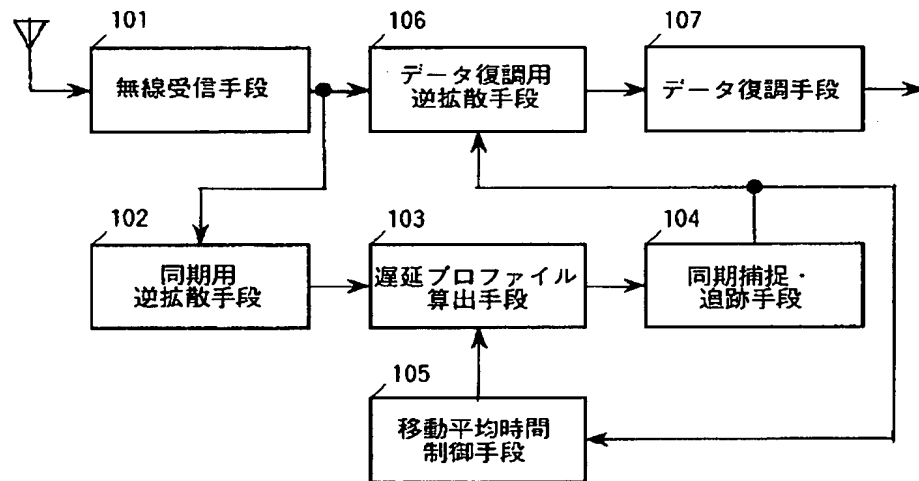 101
無線受信手段
106
データ復調用
逆拡散手段
107
データ復調手段
102
同期用
逆拡散手段
103
遅延プロファイル
算出手段
104
同期捕捉・
追跡手段
105
移動平均時間
制御手段